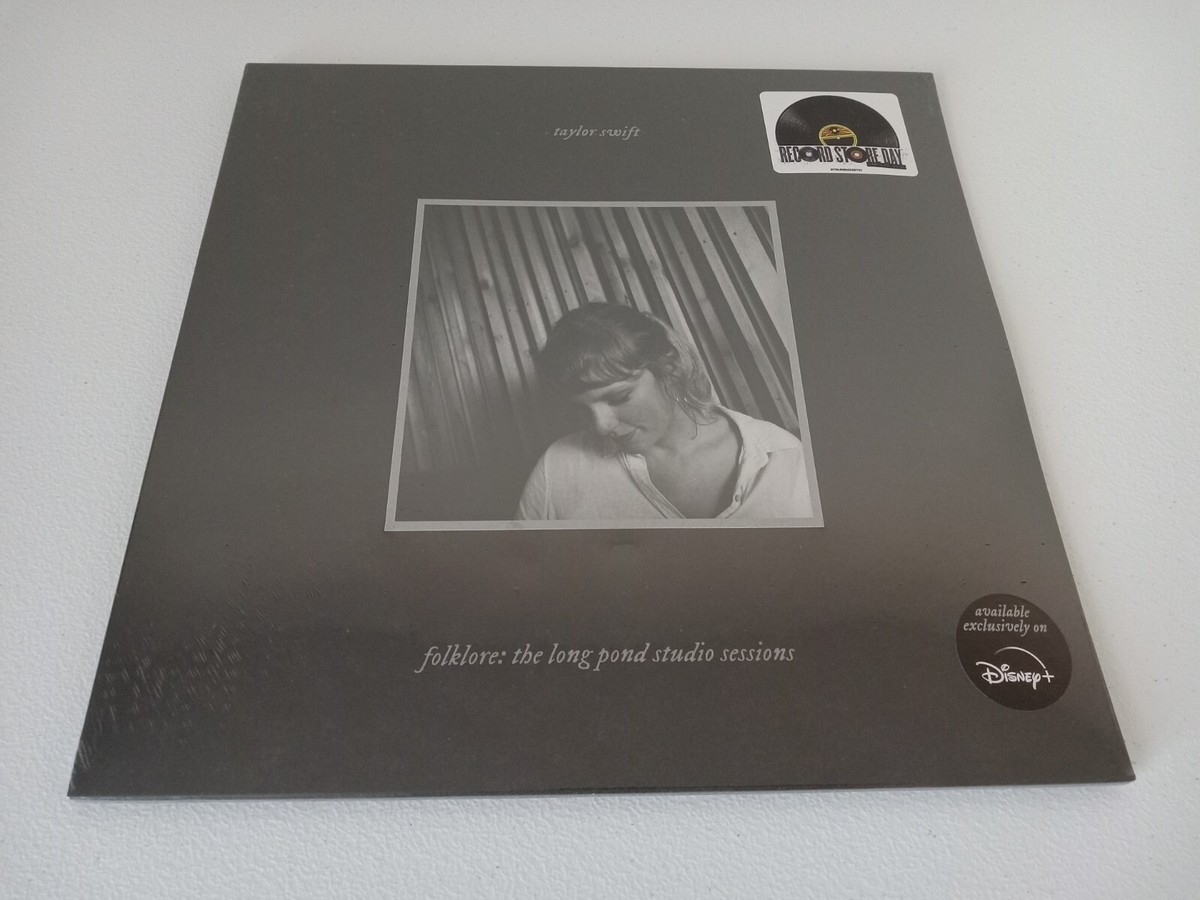 taylor swift
RECORD STORE DAY
folklore: the long pond studio sessions
available
exclusively on
Disney+